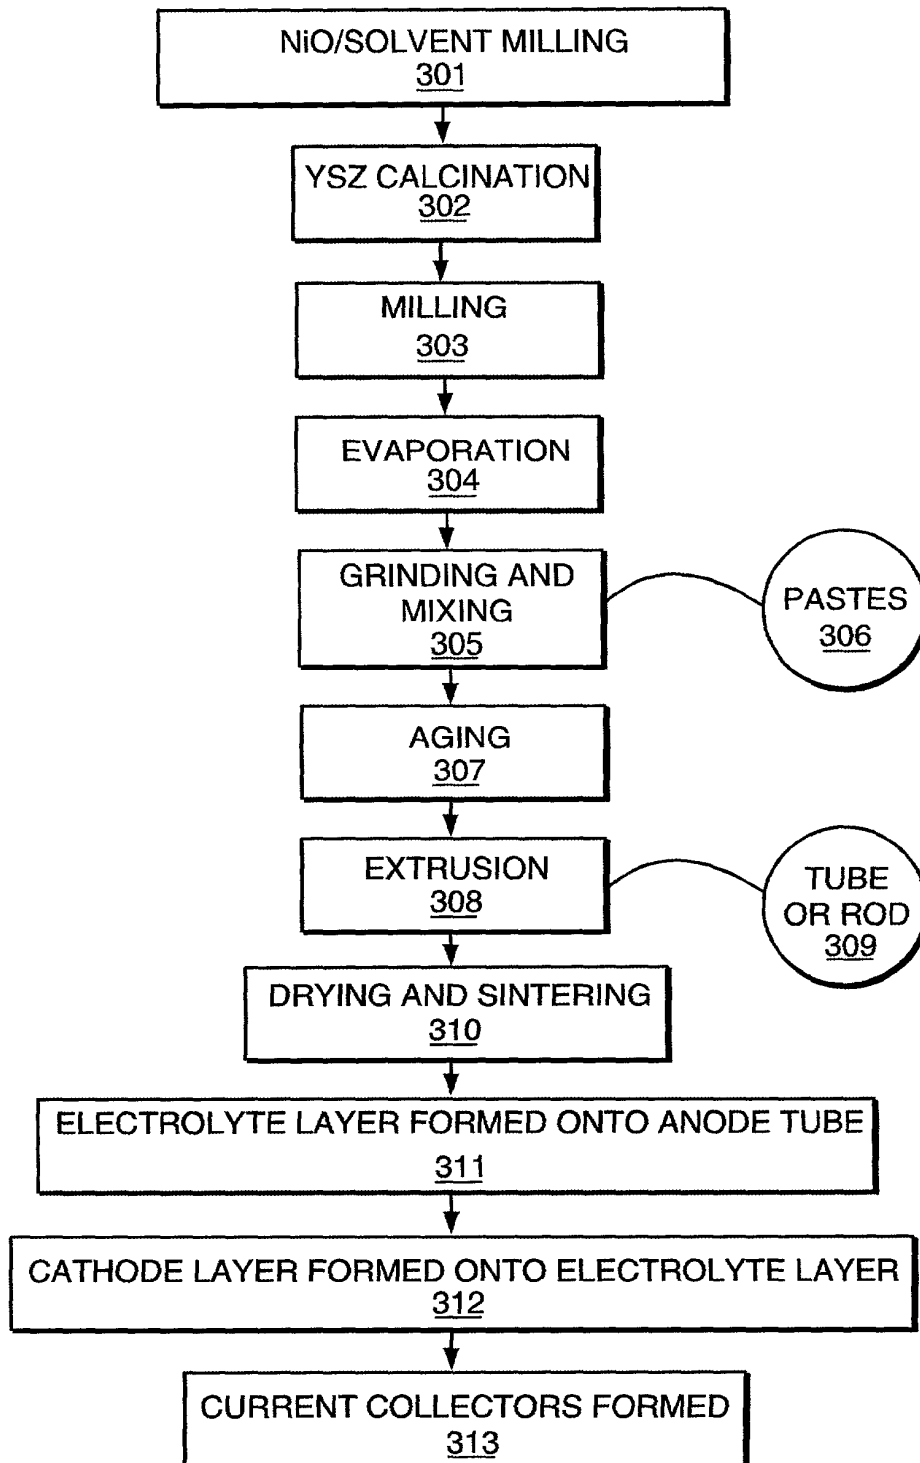 NiO/SOLVENT MILLING
301
YSZ CALCINATION
302
MILLING
303
EVAPORATION
304
GRINDING AND
MIXING
305
PASTES
306
AGING
307
EXTRUSION
308
TUBE
OR ROD
309
DRYING AND SINTERING
310
ELECTROLYTE LAYER FORMED ONTO ANODE TUBE
311
CATHODE LAYER FORMED ONTO ELECTROLYTE LAYER
312
CURRENT COLLECTORS FORMED
313